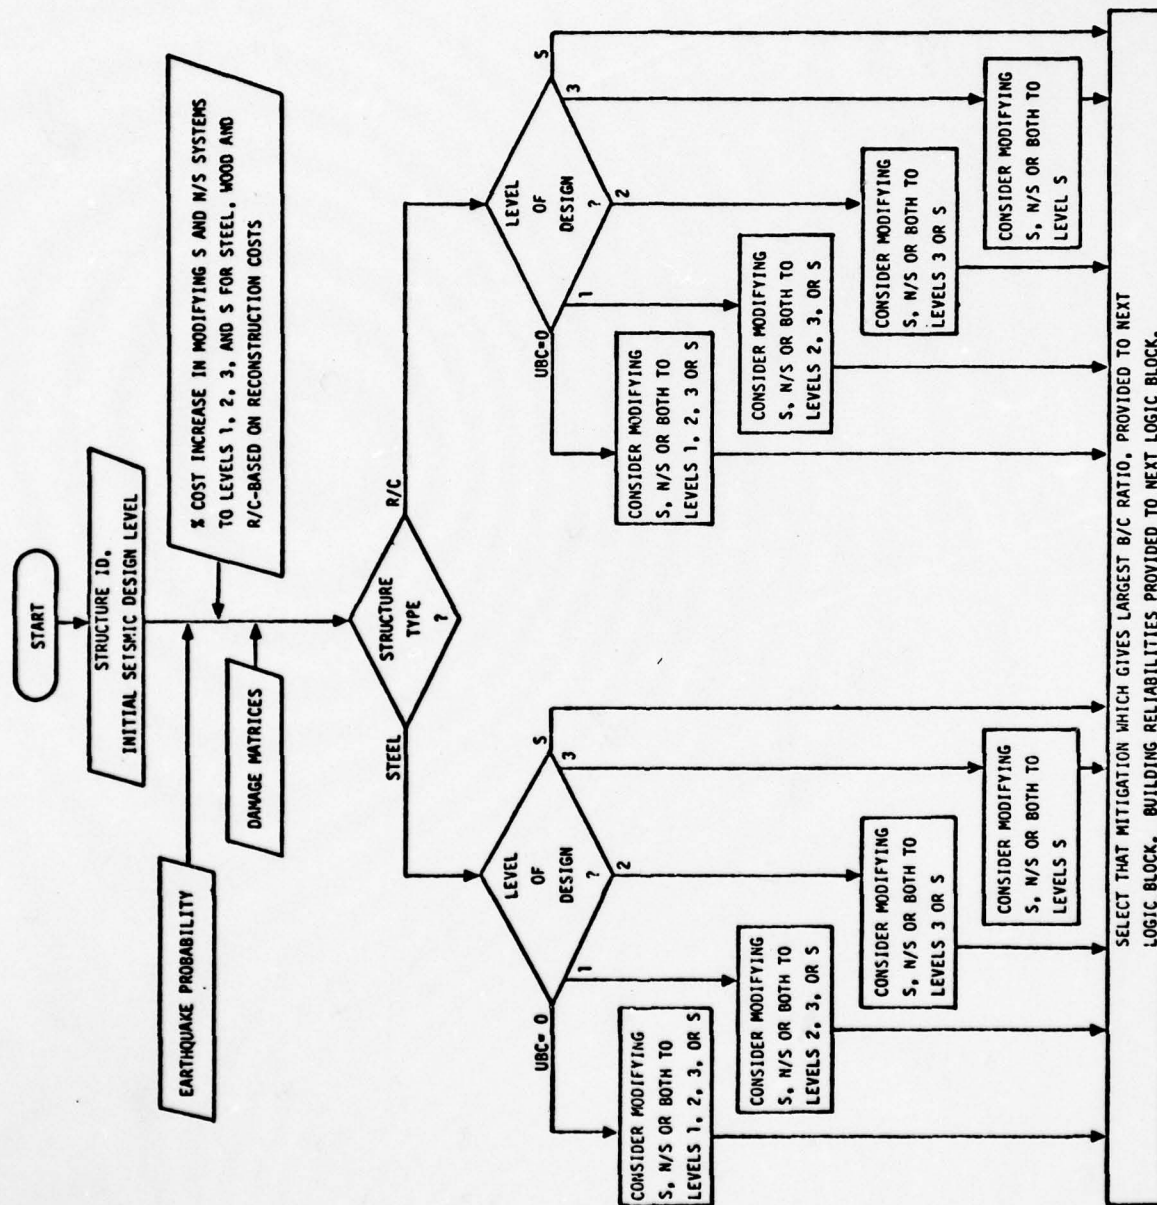 START
STRUCTURE ID,
INITIAL SEISMIC DESIGN LEVEL
EARTHQUAKE PROBABILITY
% COST INCREASE IN MODIFYING S AND N/S SYSTEMS
TO LEVELS 1, 2, 3, AND S FOR STEEL, WOOD AND
R/C-BASED ON RECONSTRUCTION COSTS
DAMAGE MATRICES
STRUCTURE
TYPE
?
STEEL
R/C
LEVEL
OF
DESIGN
?
UBC= 0
1
2
3
S
CONSIDER MODIFYING
S, N/S OR BOTH TO
LEVELS 1, 2, 3, OR S
CONSIDER MODIFYING
S, N/S OR BOTH TO
LEVELS 2, 3, OR S
CONSIDER MODIFYING
S, N/S OR BOTH TO
LEVELS 3 OR S
CONSIDER MODIFYING
S, N/S OR BOTH TO
LEVELS S
LEVEL
OF
DESIGN
?
UBC=0
1
2
3
S
CONSIDER MODIFYING
S, N/S OR BOTH TO
LEVELS 1, 2, 3 OR S
CONSIDER MODIFYING
S, N/S OR BOTH TO
LEVELS 2, 3, OR S
CONSIDER MODIFYING
S, N/S OR BOTH TO
LEVELS 3 OR S
CONSIDER MODIFYING
S, N/S OR BOTH TO
LEVEL S
SELECT THAT MITIGATION WHICH GIVES LARGEST B/C RATIO, PROVIDED TO NEXT
LOGIC BLOCK. BUILDING RELIABILITIES PROVIDED TO NEXT LOGIC BLOCK.